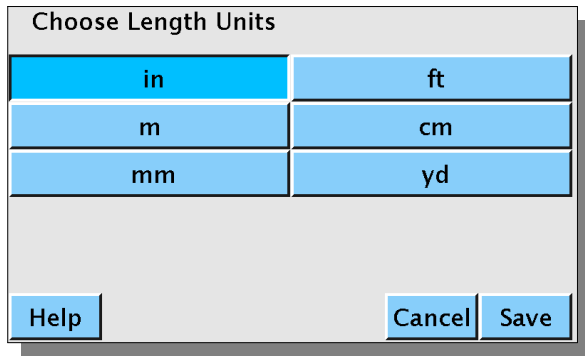 Choose Length Units
in ft
m cm
mm yd
Help Cancel Save